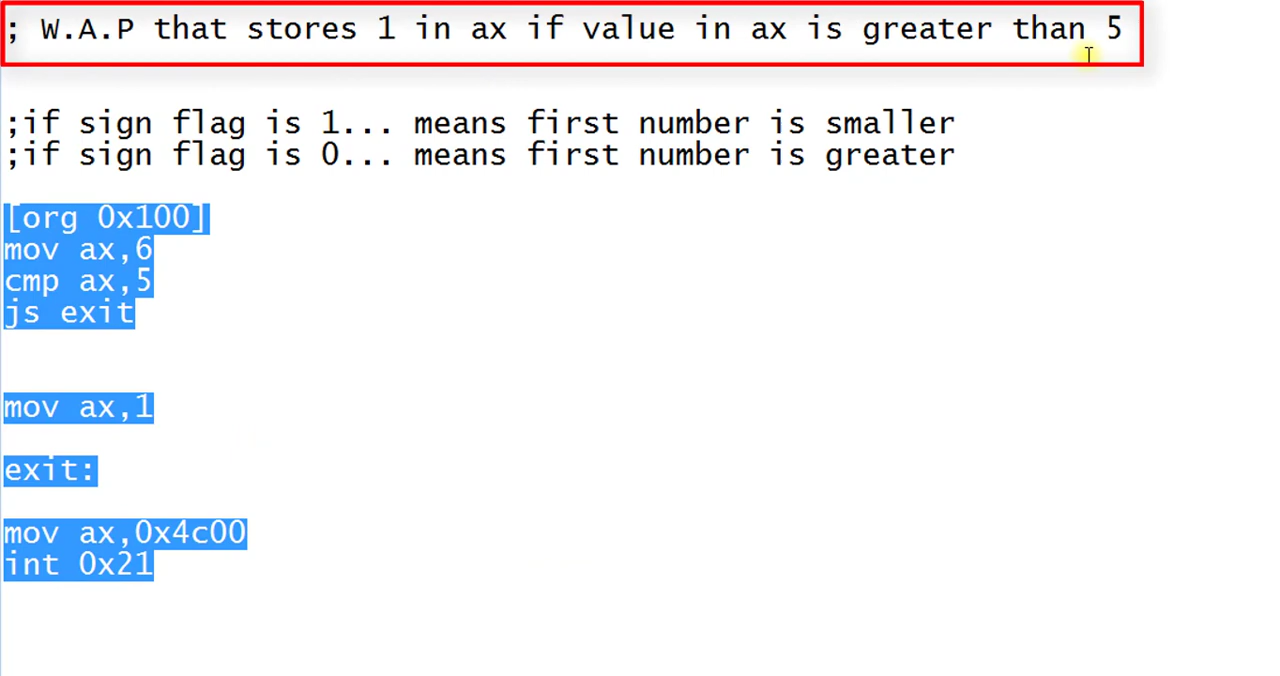 ; W.A.P that stores 1 in ax if value in ax is greater than 5
;if sign flag is 1... means first number is smaller
;if sign flag is 0... means first number is greater
[org 0x100]
mov ax,6
cmp ax,5
js exit
mov ax,1
exit:
mov ax,0x4c00
int 0x21